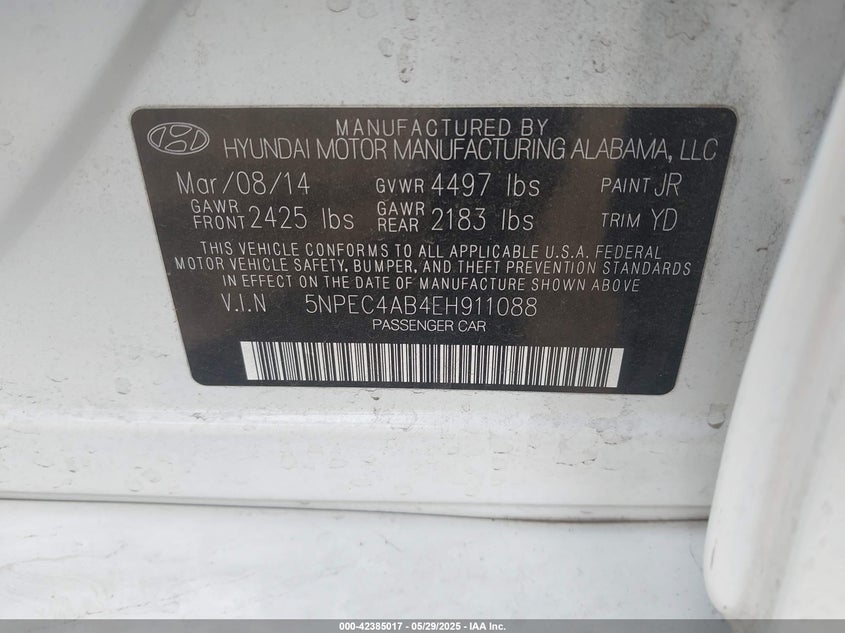 MANUFACTURED BY
HYUNDAI MOTOR MANUFACTURING ALABAMA, LLC
Mar/08/14 GVWR 4497 lbs PAINT JR
GAWR FRONT 2425 lbs GAWR REAR 2183 lbs TRIM YD
THIS VEHICLE CONFORMS TO ALL APPLICABLE U.S.A. FEDERAL
MOTOR VEHICLE SAFETY, BUMPER, AND THEFT PREVENTION STANDARDS
IN EFFECT ON THE DATE OF MANUFACTURE SHOWN ABOVE
V.I.N 5NPEC4AB4EH911088
PASSENGER CAR
000-42385017 - 05/29/2025 - IAA Inc.